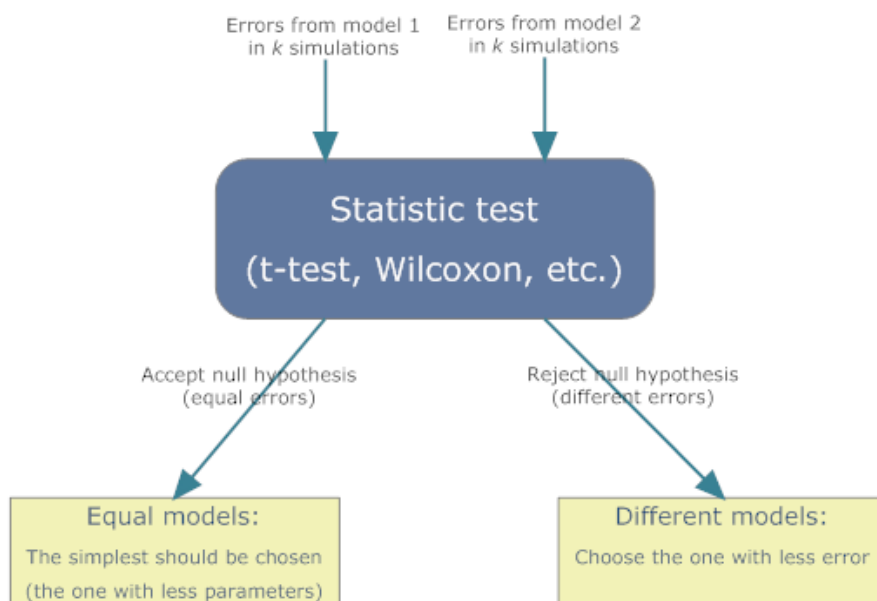 Errors from model 1
in k simulations
Errors from model 2
in k simulations
Statistic test
(t-test, Wilcoxon, etc.)
Accept null hypothesis
(equal errors)
Reject null hypothesis
(different errors)
Equal models:
The simplest should be chosen
(the one with less parameters)
Different models:
Choose the one with less error